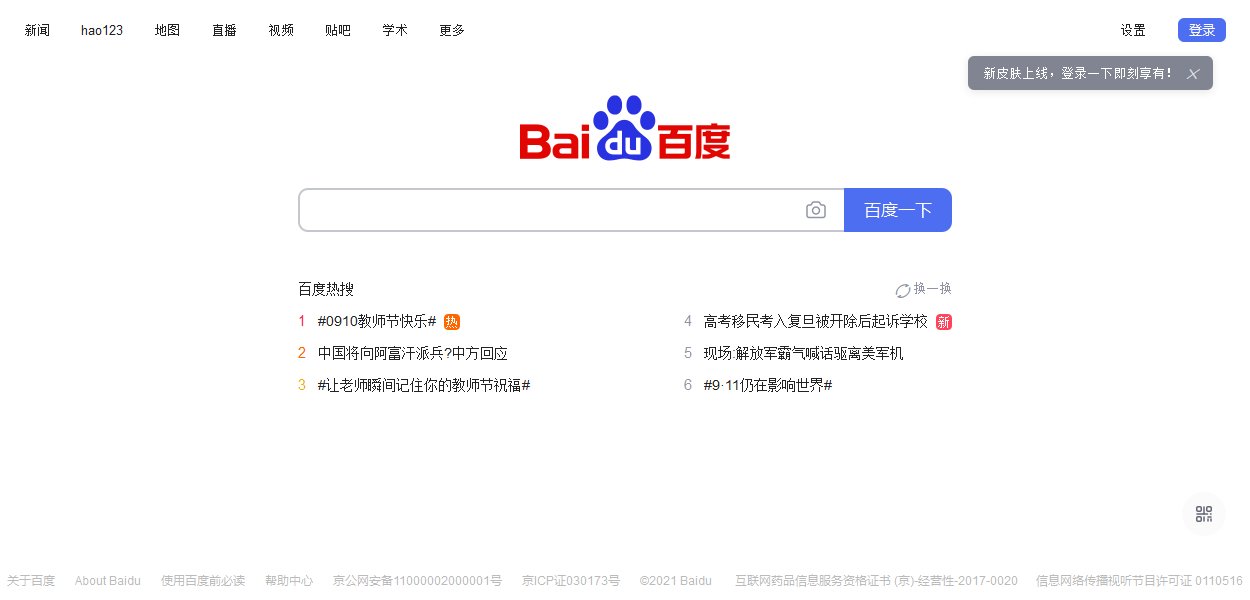 新闻 hao123 地图 直播 视频 贴吧 学术 更多 设置 登录
新皮肤上线，登录一下即刻享有！
Bai du 百度
百度一下
百度热搜 换一换
1 #0910教师节快乐# 热
4 高考移民考入复旦被开除后起诉学校 新
2 中国将向阿富汗派兵?中方回应
5 现场:解放军霸气喊话驱离美军机
3 #让老师瞬间记住你的教师节祝福#
6 #9·11仍在影响世界#
关于百度 About Baidu 使用百度前必读 帮助中心 京公网安备11000002000001号 京ICP证030173号 ©2021 Baidu 互联网药品信息服务资格证书 (京)-经营性-2017-0020 信息网络传播视听节目许可证 0110516